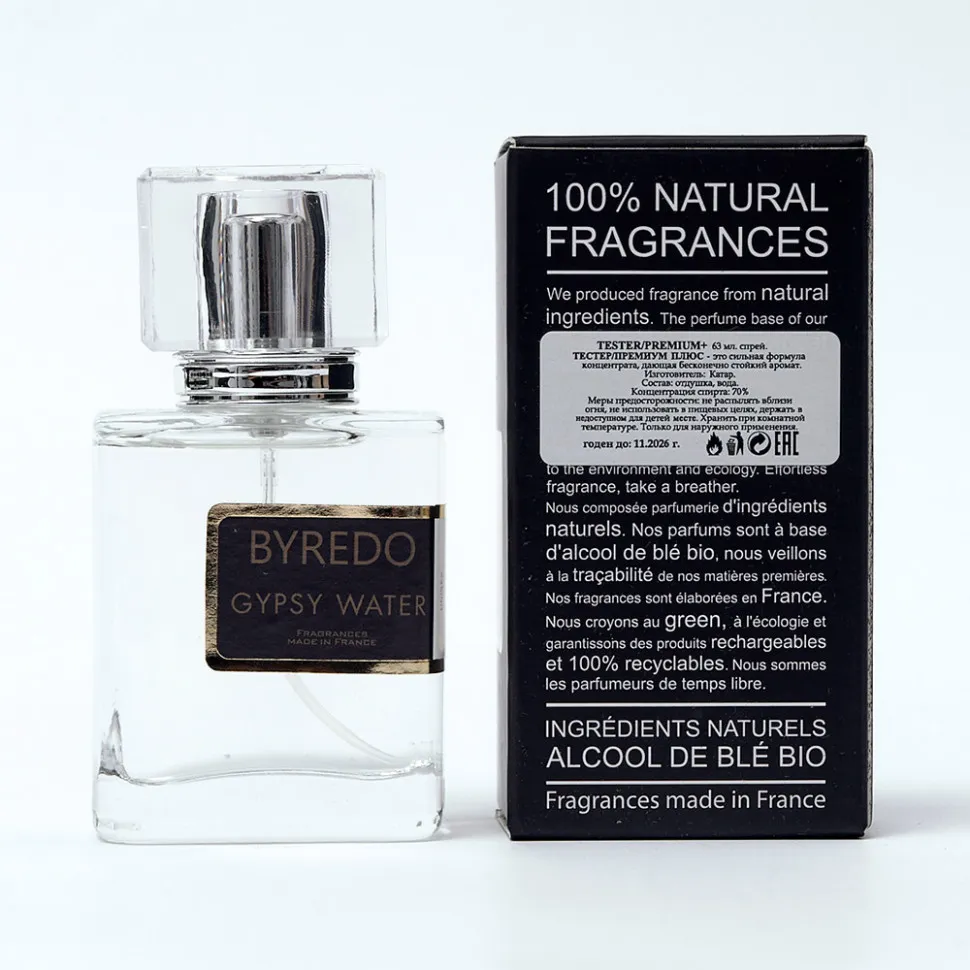 BYREDO
GYPSY WATER
FRAGRANCES
MADE IN FRANCE
100% NATURAL
FRAGRANCES
We produced fragrance from natural
ingredients. The perfume base of our
TESTER/PREMIUM+ 63 мл. спрей.
ТЕСТЕР/ПРЕМИУМ ПЛЮС - это сильная формула
концентрата, дающая бесконечно стойкий аромат.
Изготовитель: Катар.
Состав: отдушка, вода.
Концентрация спирта: 70%
Меры предосторожности: не распылять вблизи
огня, не использовать в пищевых целях, держать в
недоступном для детей месте. Хранить при комнатной
температуре. Только для наружного применения.
годен до: 11.2026 г.
EAC
to the environment and ecology. Effortless
fragrance, take a breather.
Nous composée parfumerie d'ingrédients
naturels. Nos parfums sont à base
d'alcool de blé bio, nous veillons
à la traçabilité de nos matières premières.
Nos fragrances sont élaborées en France.
Nous croyons au green, à l'écologie et
garantissons des produits rechargeables
et 100% recyclables. Nous sommes
les parfumeurs de temps libre.
INGRÉDIENTS NATURELS
ALCOOL DE BLÉ BIO
Fragrances made in France